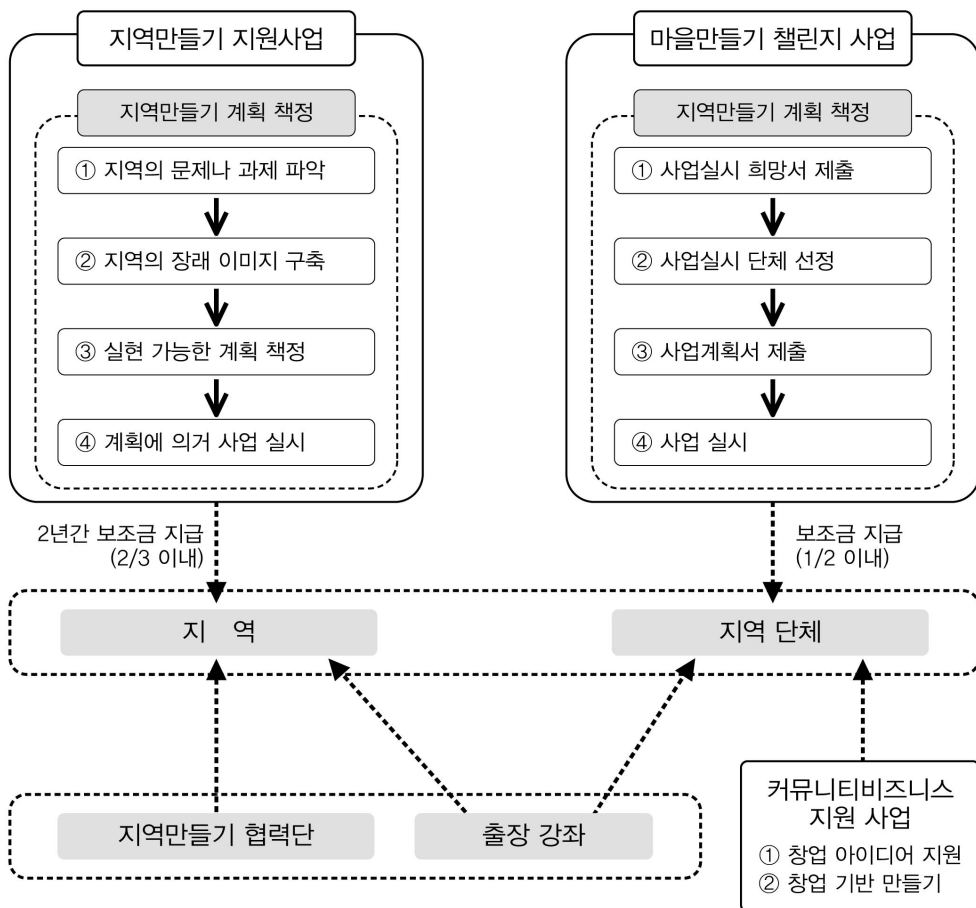 지역만들기 지원사업
지역만들기 계획 책정
① 지역의 문제나 과제 파악
② 지역의 장래 이미지 구축
③ 실현 가능한 계획 책정
④ 계획에 의거 사업 실시
마을만들기 챌린지 사업
지역만들기 계획 책정
① 사업실시 희망서 제출
② 사업실시 단체 선정
③ 사업계획서 제출
④ 사업 실시
2년간 보조금 지급
(2/3 이내)
보조금 지급
(1/2 이내)
지 역
지역 단체
지역만들기 협력단
출장 강좌
커뮤니티비즈니스
지원 사업
① 창업 아이디어 지원
② 창업 기반 만들기